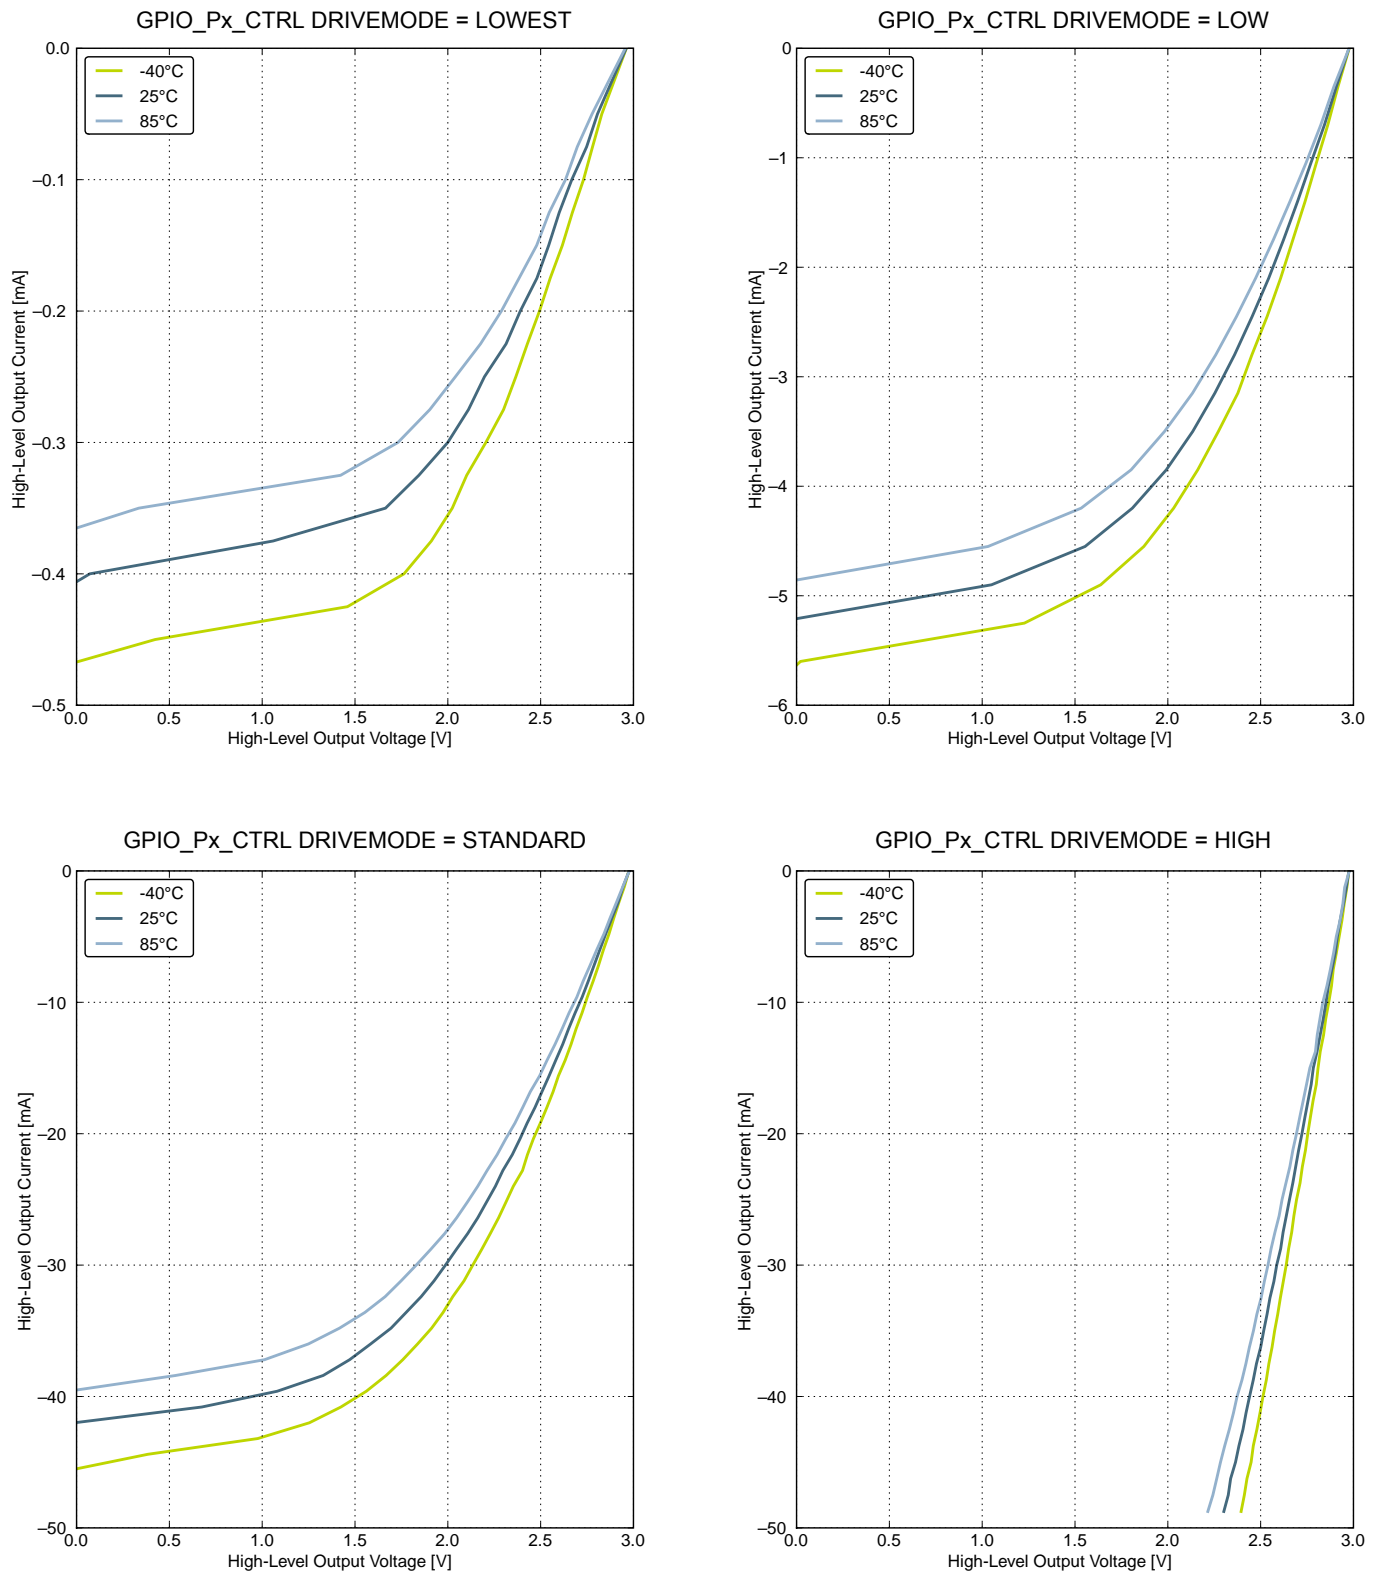 GPIO_Px_CTRL DRIVEMODE = LOWEST
0.0
–0.1
–0.2
–0.3
–0.4
–0.5
High-Level Output Current [mA]
-40°C
25°C
85°C
0.0 0.5 1.0 1.5 2.0 2.5 3.0
High-Level Output Voltage [V]
GPIO_Px_CTRL DRIVEMODE = LOW
0
–1
–2
–3
–4
–5
–6
High-Level Output Current [mA]
-40°C
25°C
85°C
0.0 0.5 1.0 1.5 2.0 2.5 3.0
High-Level Output Voltage [V]
GPIO_Px_CTRL DRIVEMODE = STANDARD
0
–10
–20
–30
–40
–50
High-Level Output Current [mA]
-40°C
25°C
85°C
0.0 0.5 1.0 1.5 2.0 2.5 3.0
High-Level Output Voltage [V]
GPIO_Px_CTRL DRIVEMODE = HIGH
0
–10
–20
–30
–40
–50
High-Level Output Current [mA]
-40°C
25°C
85°C
0.0 0.5 1.0 1.5 2.0 2.5 3.0
High-Level Output Voltage [V]